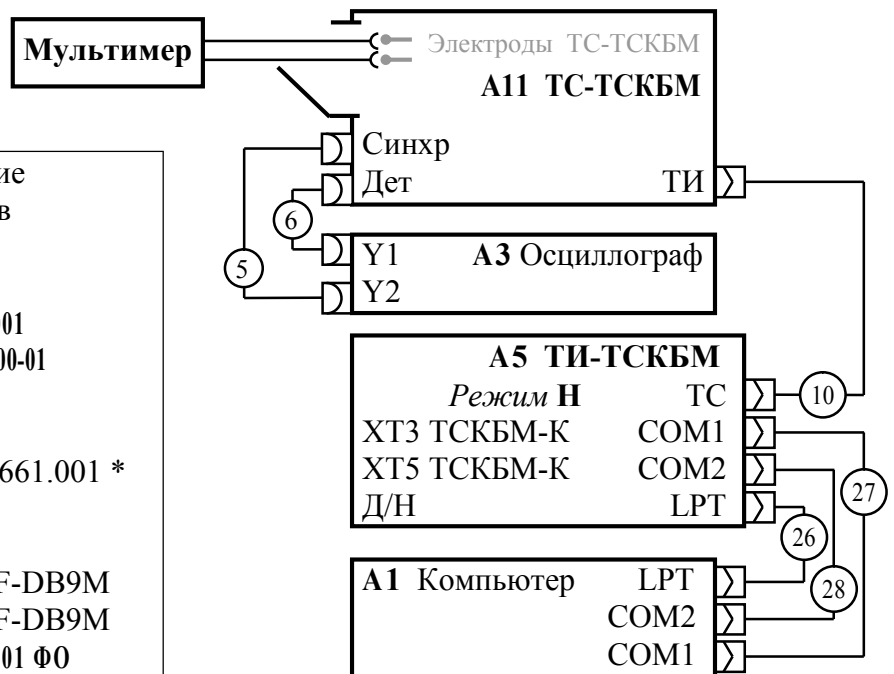 Мультимер
Электроды ТС-ТСКБМ
А11 ТС-ТСКБМ
Синхр
Дет
ТИ
6
5
Y1
А3 Осциллограф
Y2
А5 ТИ-ТСКБМ
Режим Н
ТС
10
ХТ3 ТСКБМ-К
COM1
ХТ5 ТСКБМ-К
COM2
Д/Н
LPT
27
26
28
А1 Компьютер
LPT
COM2
COM1
ие
в
01
00-01
661.001 *
F-DB9M
F-DB9M
01 ФО